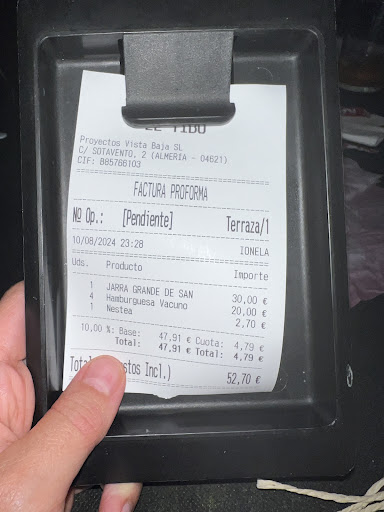 Proyectos Vista Baja SL
C/ SOTAVENTO, 2 (ALMERIA - 04621)
CIF: B85766103
FACTURA PROFORMA
Nº Op.: [Pendiente] Terraza/1
10/08/2024 23:28 IONELA
Uds. Producto Importe
1 JARRA GRANDE DE SAN 30,00 €
4 Hamburguesa Vacuno 20,00 €
1 Nestea 2,70 €
10,00 %: Base: 47,91 € Cuota: 4,79 €
Total: 47,91 € Total: 4,79 €
Incl.) 52,70 €